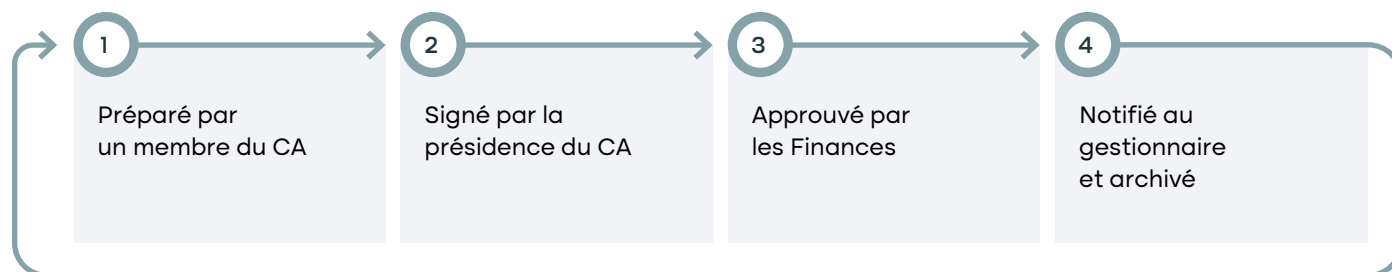 1
Préparé par
un membre du CA
2
Signé par la
présidence du CA
3
Approuvé par
les Finances
4
Notifié au
gestionnaire
et archivé